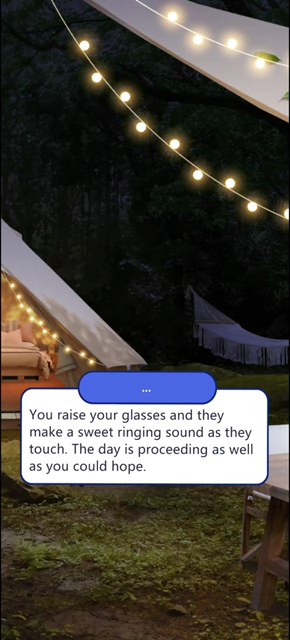 ...
You raise your glasses and they
make a sweet ringing sound as they
touch. The day is proceeding as well
as you could hope.